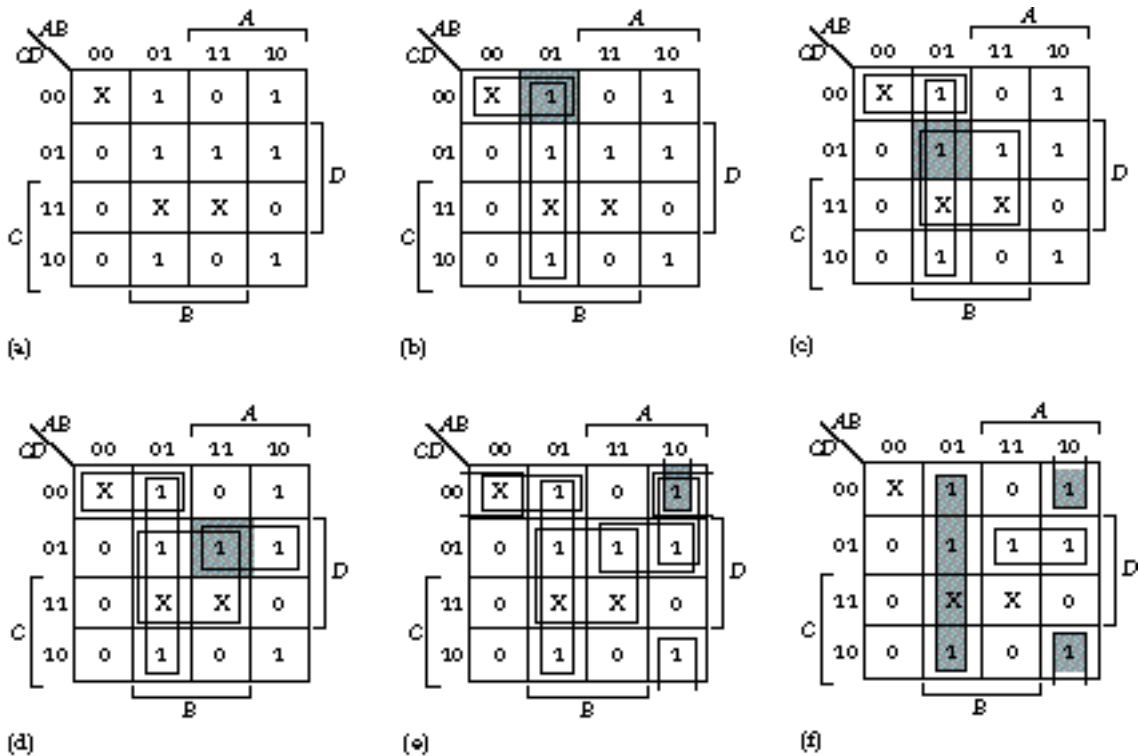 A A A
AB AB AB
00 01 11 10 00 01 11 10 00 01 11 10
CD CD CD
00 X 1 0 1 00 X 1 0 1 00 X 1 0 1
01 0 1 1 1 01 0 1 1 1 01 0 1 1 1
D D D
11 0 X X 0 11 0 X X 0 11 0 X X 0
C C C
10 0 1 0 1 10 0 1 0 1 10 0 1 0 1
B B B
(a) (b) (c)
A A A
AB AB AB
00 01 11 10 00 01 11 10 00 01 11 10
CD CD CD
00 X 1 0 1 00 X 1 0 1 00 X 1 0 1
01 0 1 1 1 01 0 1 1 1 01 0 1 1 1
D D D
11 0 X X 0 11 0 X X 0 11 0 X X 0
C C C
10 0 1 0 1 10 0 1 0 1 10 0 1 0 1
B B B
(d) (e) (f)